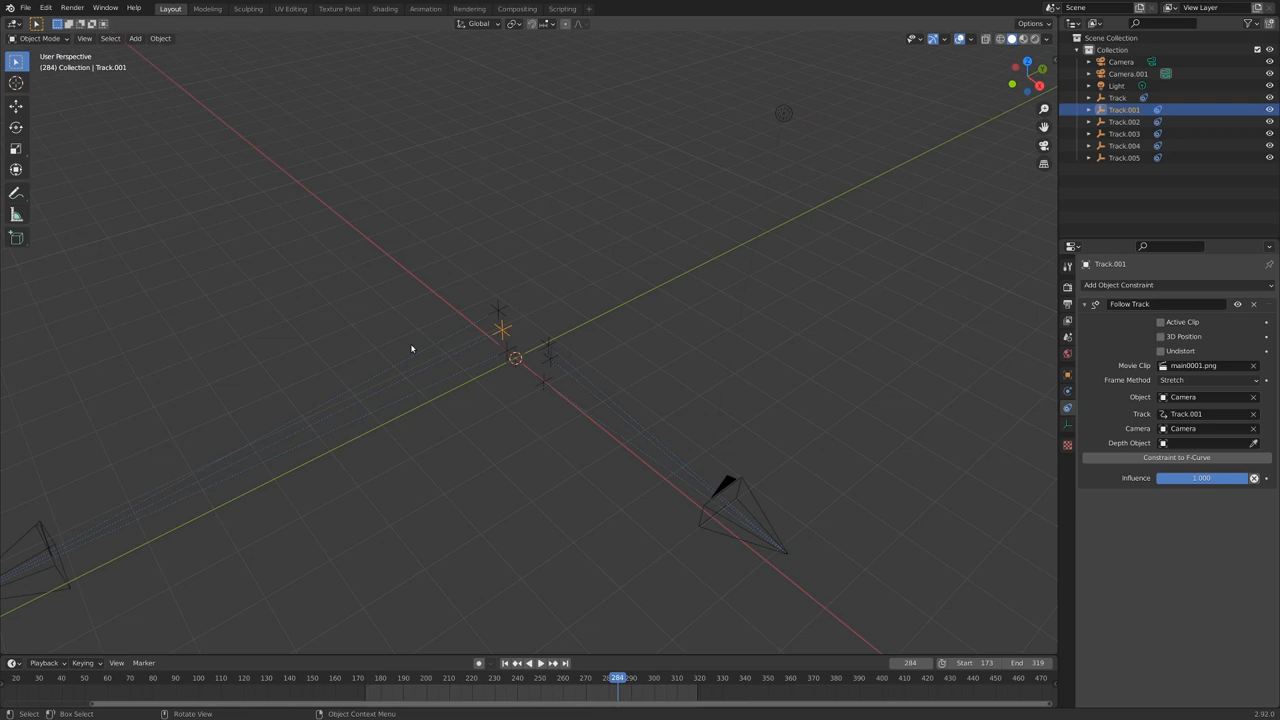 File Edit Render Window Help Layout Modeling Sculpting UV Editing Texture Paint Shading Animation Rendering Compositing Scripting + Scene View Layer
Global Options
Object Mode View Select Add Object
User Perspective
(284) Collection | Track.001
Z
Y
X
Scene Collection
Collection
Camera
Camera.001
Light
Track
Track.001
Track.002
Track.003
Track.004
Track.005
Track.001
Add Object Constraint
Follow Track
Active Clip
3D Position
Undistort
Movie Clip main0001.png
Frame Method Stretch
Object Camera
Track Track.001
Camera Camera
Depth Object
Constraint to F-Curve
Influence 1.000
Playback Keying View Marker 284 Start 173 End 319
20 30 40 50 60 70 80 90 100 110 120 130 140 150 160 170 180 190 200 210 220 230 240 250 260 270 284 290 300 310 320 330 340 350 360 370 380 390 400 410 420 430 440 450 460 470
Select Box Select Rotate View Object Context Menu 2.92.0